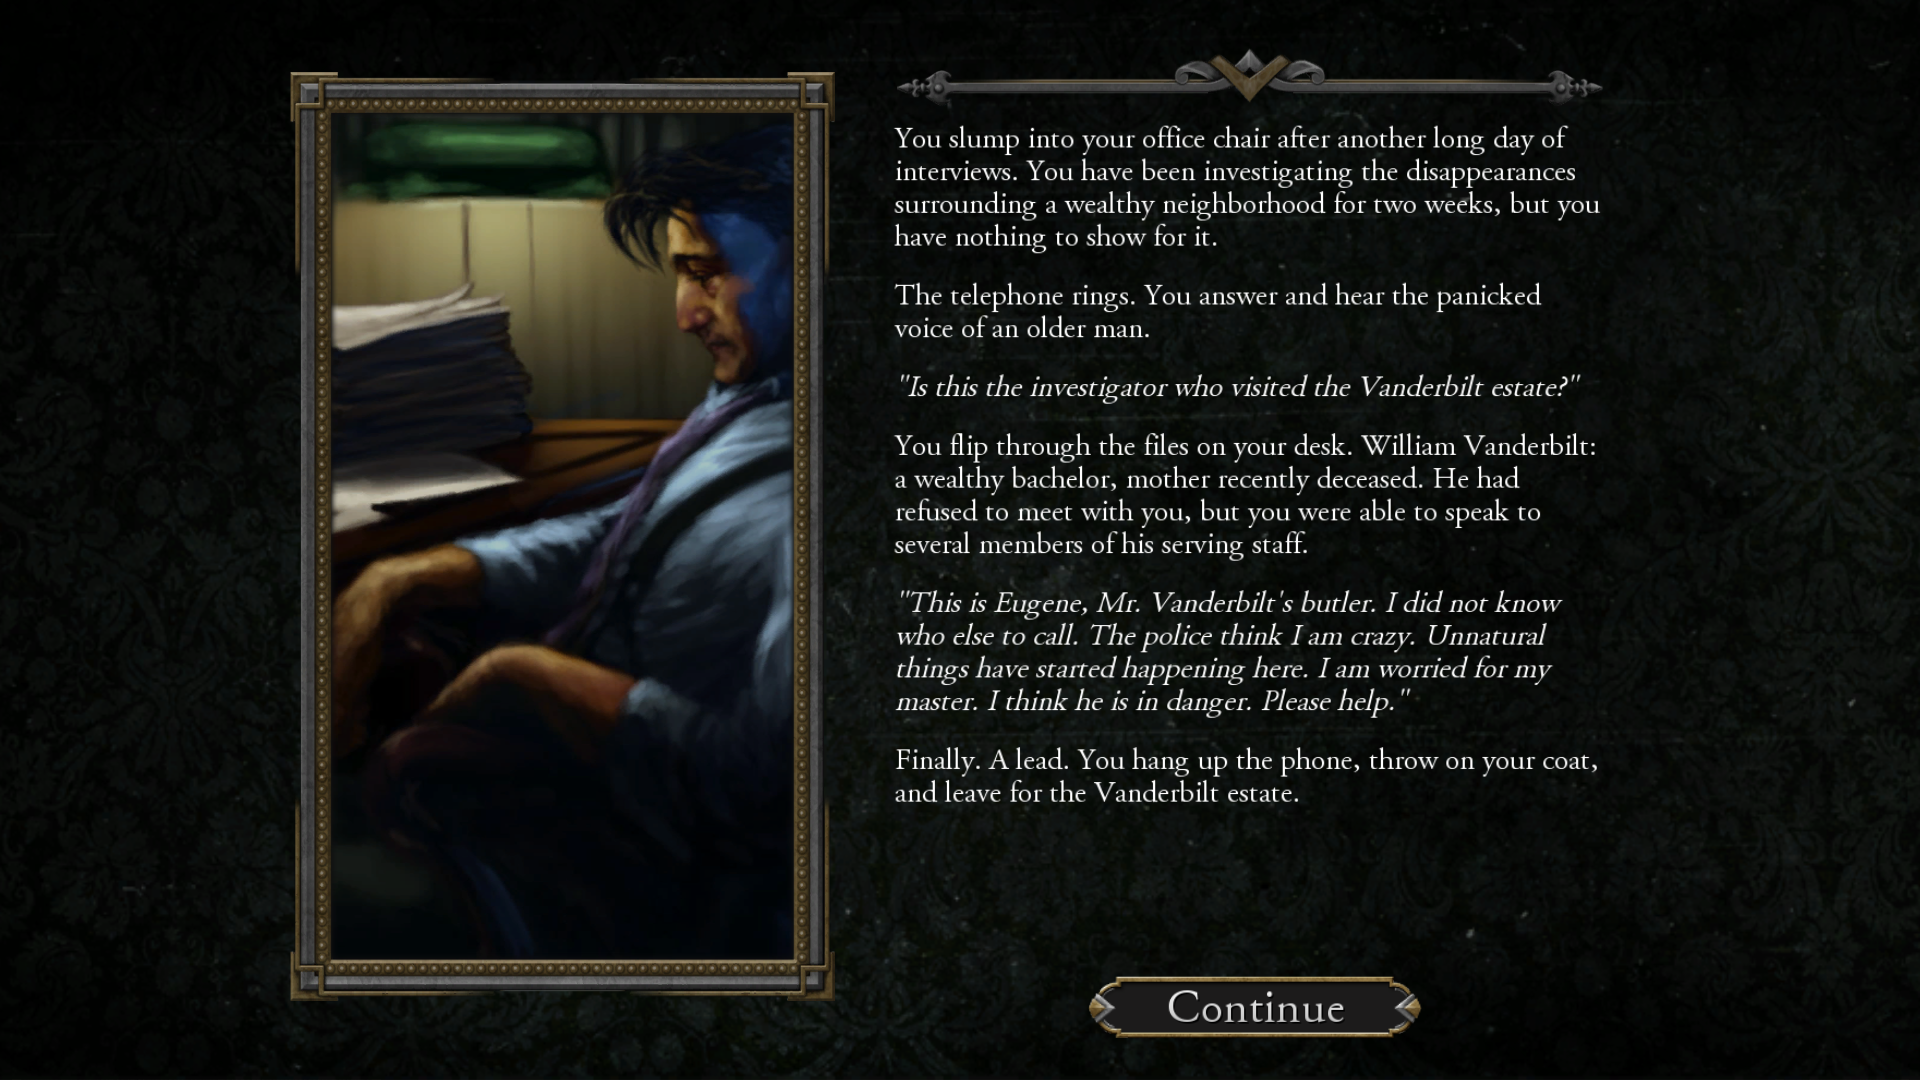 You slump into your office chair after another long day of
interviews. You have been investigating the disappearances
surrounding a wealthy neighborhood for two weeks, but you
have nothing to show for it.
The telephone rings. You answer and hear the panicked
voice of an older man.
"Is this the investigator who visited the Vanderbilt estate?"
You flip through the files on your desk. William Vanderbilt:
a wealthy bachelor, mother recently deceased. He had
refused to meet with you, but you were able to speak to
several members of his serving staff.
"This is Eugene, Mr. Vanderbilt's butler. I did not know
who else to call. The police think I am crazy. Unnatural
things have started happening here. I am worried for my
master. I think he is in danger. Please help."
Finally. A lead. You hang up the phone, throw on your coat,
and leave for the Vanderbilt estate.
Continue